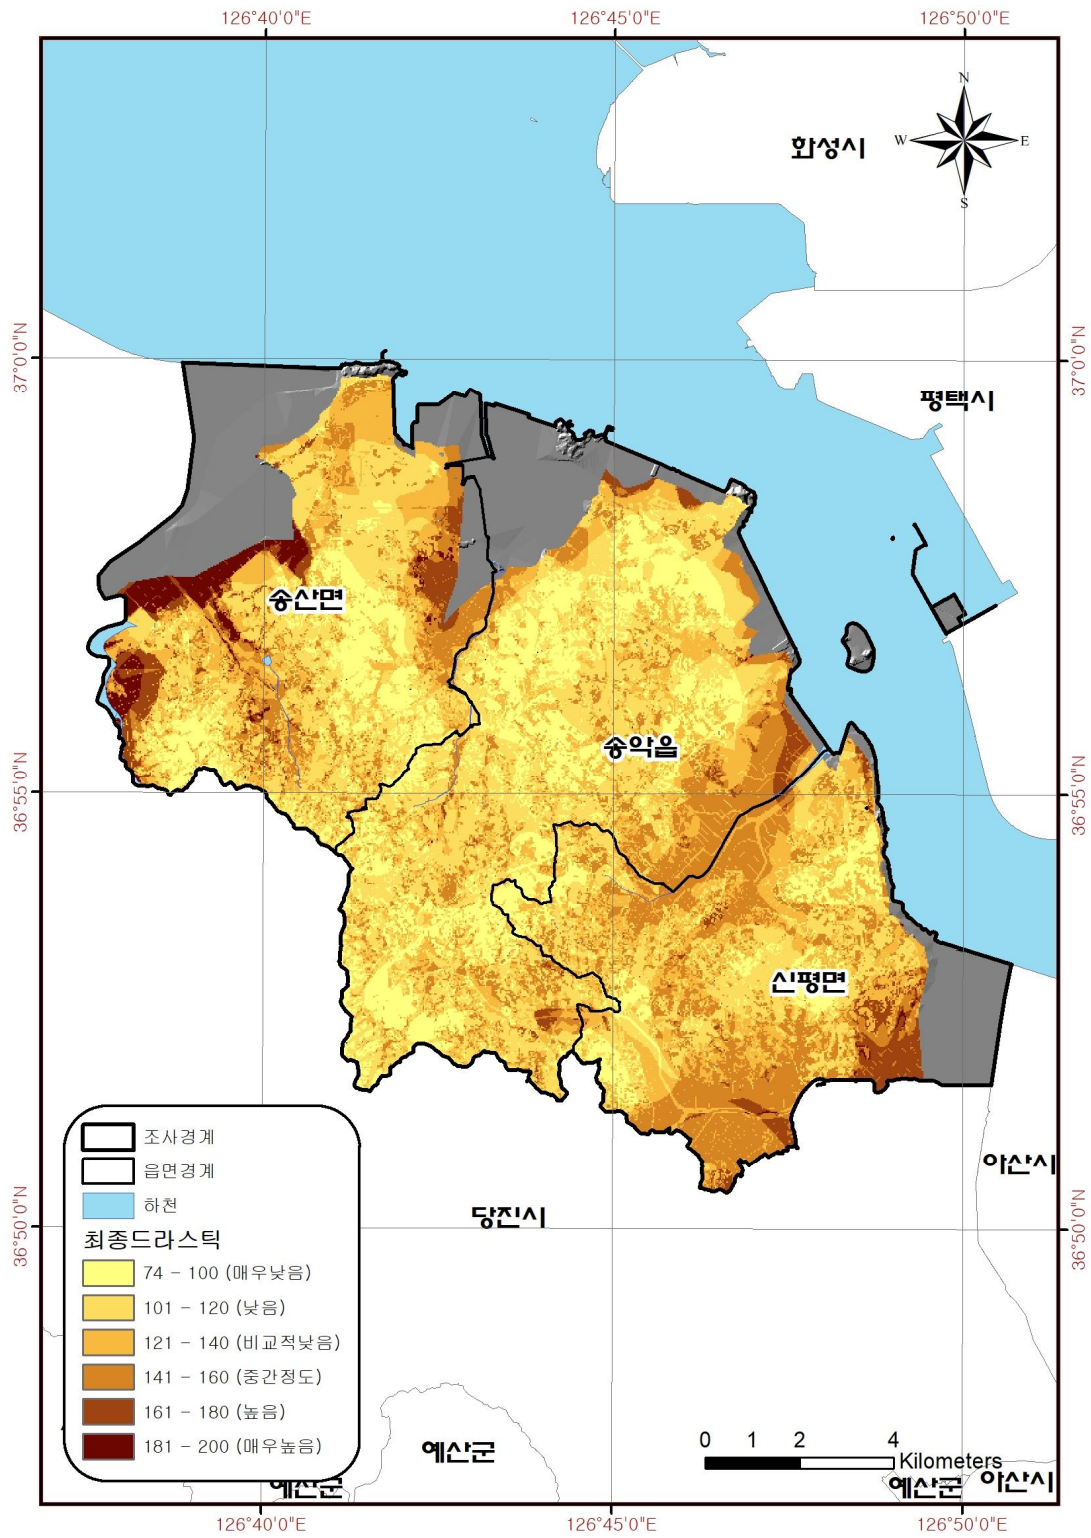 126°40'0"E
126°45'0"E
126°50'0"E
N
W
E
S
화성시
37°0'0"N
37°0'0"N
평택시
송산면
송악읍
36°55'0"N
36°55'0"N
신평면
아산시
당진시
36°50'0"N
36°50'0"N
조사경계
읍면경계
하천
최종드라스틱
74 - 100 (매우낮음)
101 - 120 (낮음)
121 - 140 (비교적낮음)
141 - 160 (중간정도)
161 - 180 (높음)
181 - 200 (매우높음)
예산군
0 1 2 4
Kilometers
예산군
예산군
아산시
126°40'0"E
126°45'0"E
126°50'0"E